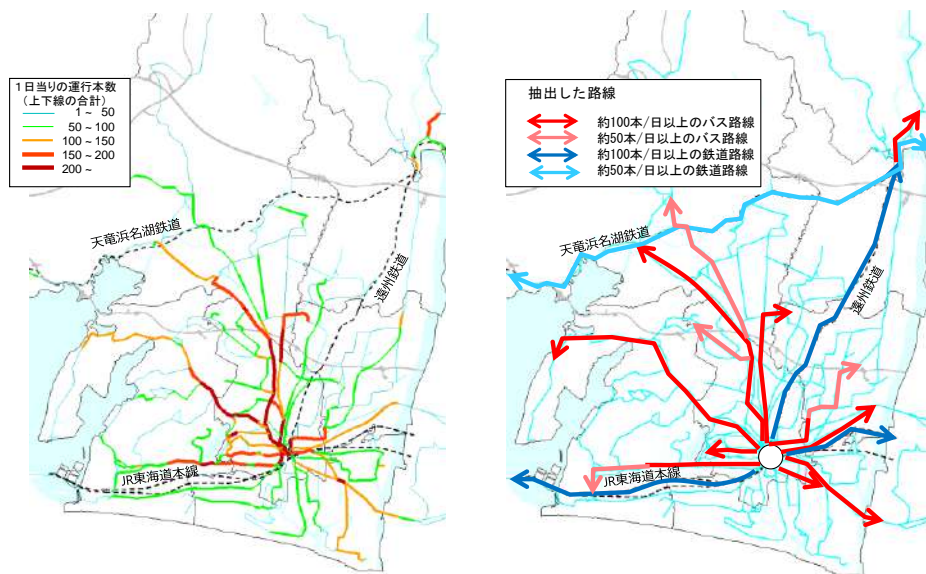 1日当りの運行本数
(上下線の合計)
1～ 50
50～100
100～150
150～200
200～
天竜浜名湖鉄道
遠州鉄道
JR東海道本線
抽出した路線
約100本/日以上のバス路線
約50本/日以上のバス路線
約100本/日以上の鉄道路線
約50本/日以上の鉄道路線
天竜浜名湖鉄道
遠州鉄道
JR東海道本線